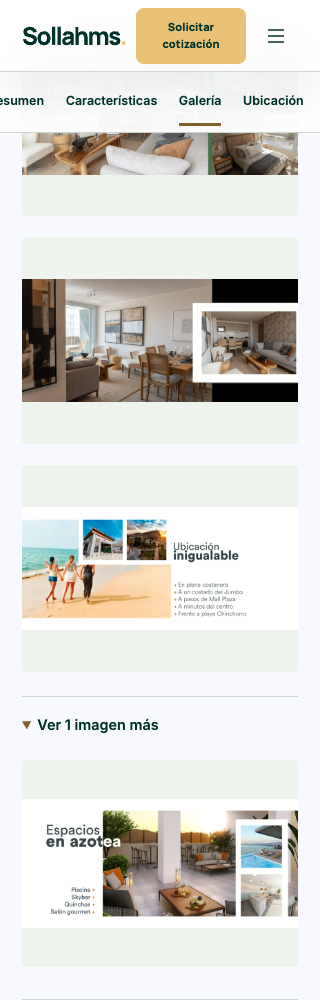 Sollahms.
Solicitar
cotización
esumen Características Galería Ubicación
Ubicación
inigualable
• En plena costanera
• A un costado del Jumbo
• A pasos de Mall Plaza
• A minutos del centro
• Frente a playa Chinchorro
▼ Ver 1 imagen más
Espacios
en azotea
Piscina •
Skybar •
Quinchos •
Salón gourmet •